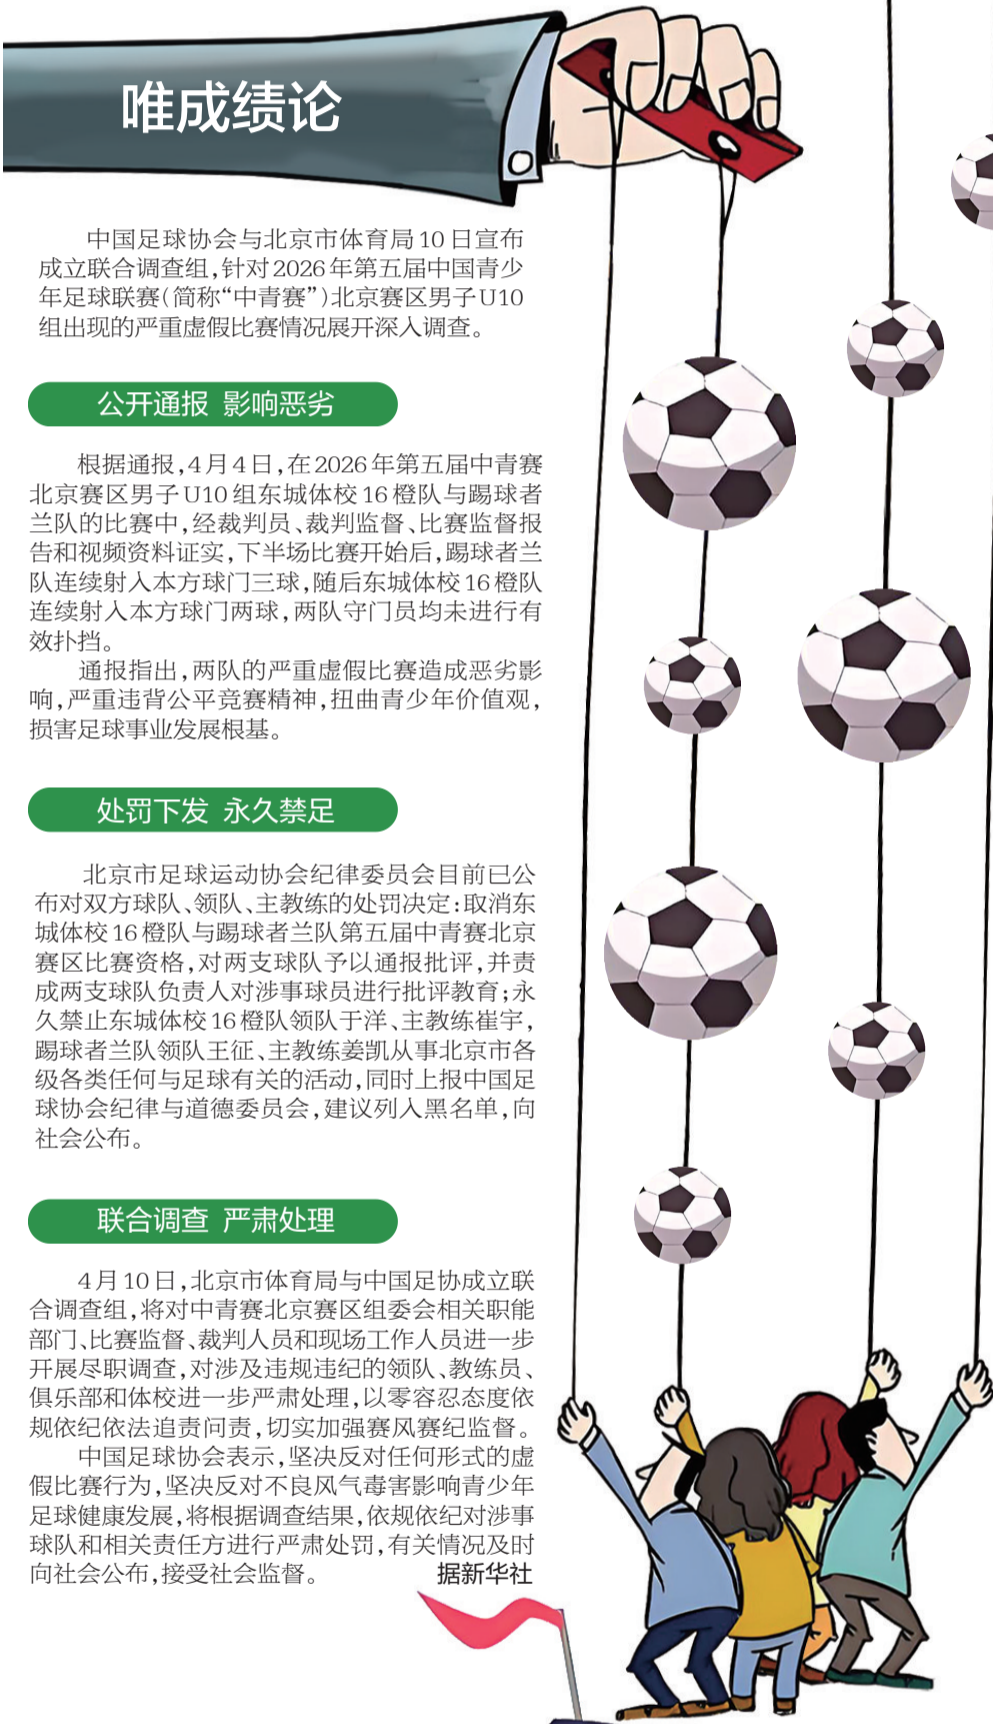 唯成绩论
中国足球协会与北京市体育局10日宣布
成立联合调查组,针对2026年第五届中国青少
年足球联赛(简称“中青赛”)北京赛区男子U10
组出现的严重虚假比赛情况展开深入调查。
公开通报 影响恶劣
根据通报,4月4日,在2026年第五届中青赛
北京赛区男子U10组东城体校16橙队与踢球者
兰队的比赛中,经裁判员、裁判监督、比赛监督报
告和视频资料证实,下半场比赛开始后,踢球者兰
队连续射入本方球门三球,随后东城体校16橙队
连续射入本方球门两球,两队守门员均未进行有
效扑挡。
通报指出,两队的严重虚假比赛造成恶劣影
响,严重违背公平竞赛精神,扭曲青少年价值观,
损害足球事业发展根基。
处罚下发 永久禁足
北京市足球运动协会纪律委员会目前已公
布对双方球队、领队、主教练的处罚决定:取消东
城体校16橙队与踢球者兰队第五届中青赛北京
赛区比赛资格,对两支球队予以通报批评,并责
成两支球队负责人对涉事球员进行批评教育;永
久禁止东城体校16橙队领队于洋、主教练崔宇,
踢球者兰队领队王征、主教练姜凯从事北京市各
级各类任何与足球有关的活动,同时上报中国足
球协会纪律与道德委员会,建议列入黑名单,向
社会公布。
联合调查 严肃处理
4月10日,北京市体育局与中国足协成立联
合调查组,将对中青赛北京赛区组委会相关职能
部门、比赛监督、裁判人员和现场工作人员进一步
开展尽职调查,对涉及违规违纪的领队、教练员、
俱乐部和体校进一步严肃处理,以零容忍态度依
规依纪依法追责问责,切实加强赛风赛纪监督。
中国足球协会表示,坚决反对任何形式的虚
假比赛行为,坚决反对不良风气毒害影响青少年
足球健康发展,将根据调查结果,依规依纪对涉事
球队和相关责任方进行严肃处罚,有关情况及时
向社会公布,接受社会监督。 据新华社